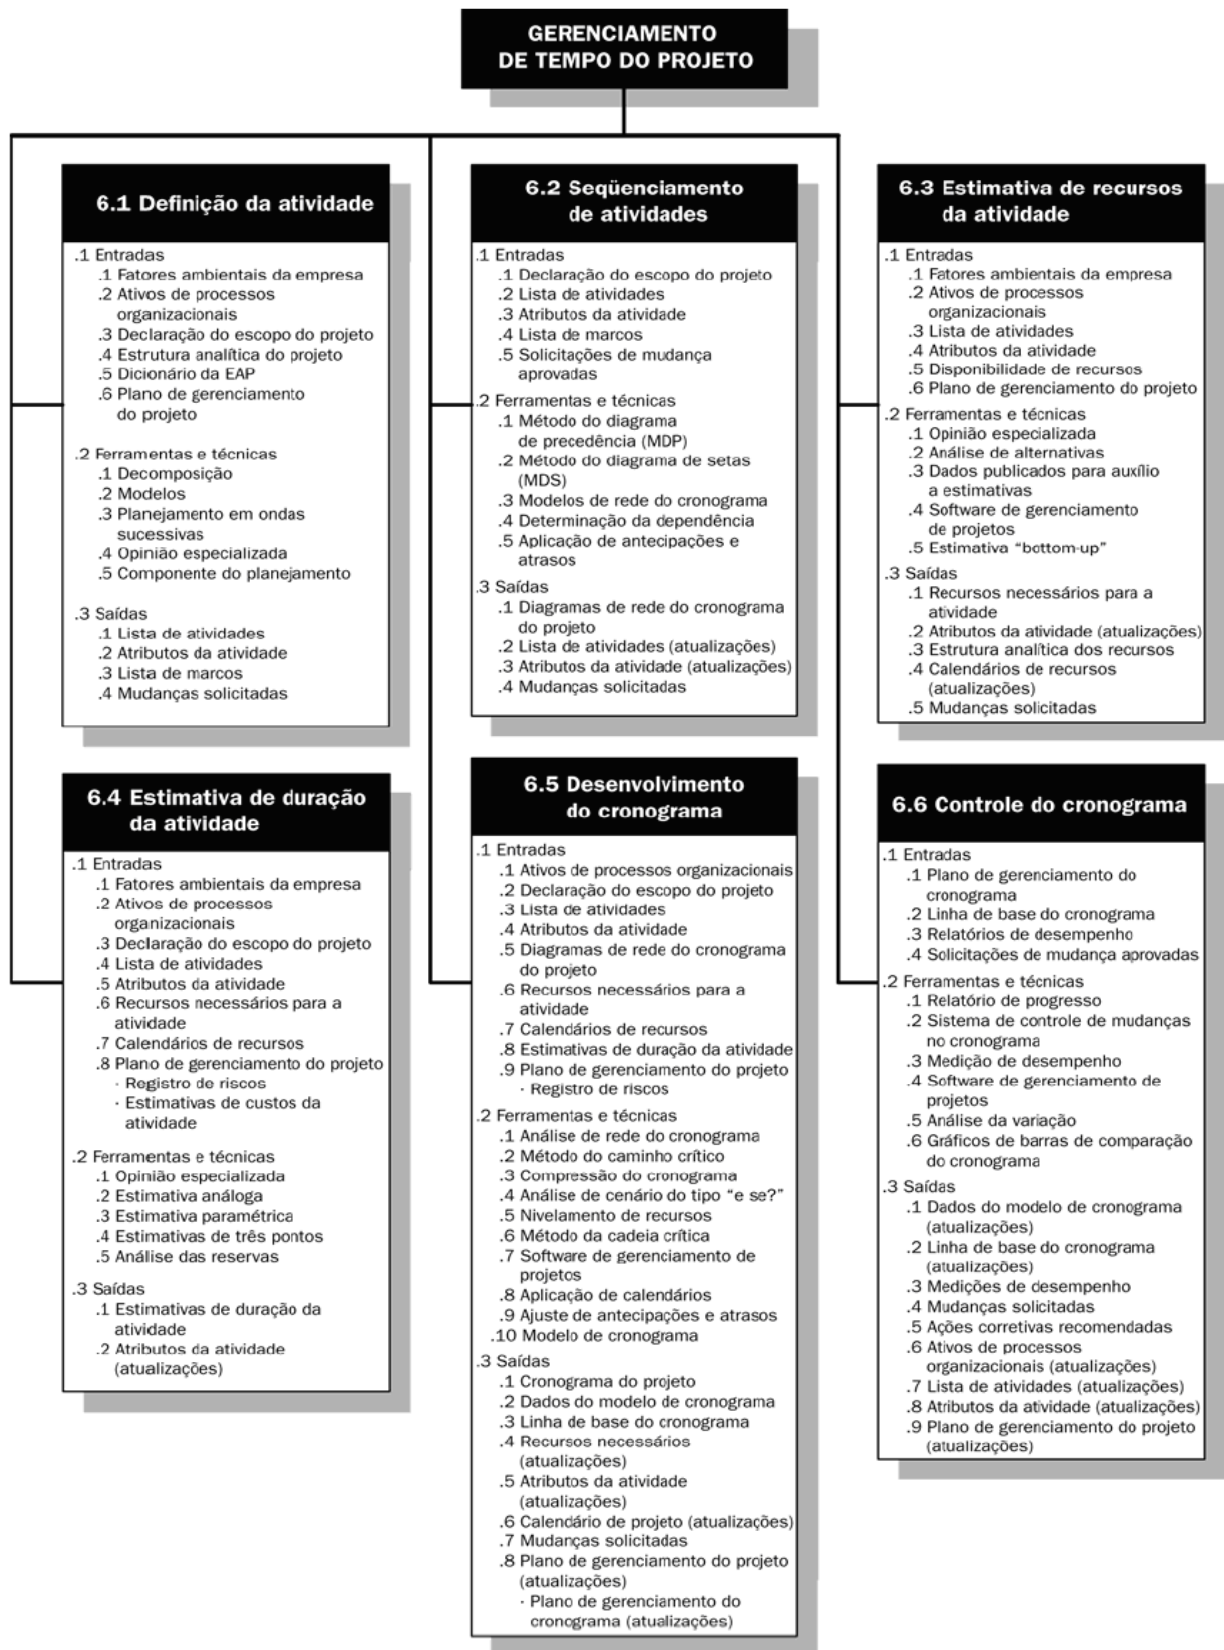 GERENCIAMENTO
DE TEMPO DO PROJETO
6.1 Definição da atividade
.1 Entradas
.1 Fatores ambientais da empresa
.2 Ativos de processos
organizacionais
.3 Declaração do escopo do projeto
.4 Estrutura analítica do projeto
.5 Dicionário da EAP
.6 Plano de gerenciamento
do projeto
.2 Ferramentas e técnicas
.1 Decomposição
.2 Modelos
.3 Planejamento em ondas
sucessivas
.4 Opinião especializada
.5 Componente do planejamento
.3 Saídas
.1 Lista de atividades
.2 Atributos da atividade
.3 Lista de marcos
.4 Mudanças solicitadas
6.2 Seqüenciamento
de atividades
.1 Entradas
.1 Declaração do escopo do projeto
.2 Lista de atividades
.3 Atributos da atividade
.4 Lista de marcos
.5 Solicitações de mudança
aprovadas
.2 Ferramentas e técnicas
.1 Método do diagrama
de precedência (MDP)
.2 Método do diagrama de setas
(MDS)
.3 Modelos de rede do cronograma
.4 Determinação da dependência
.5 Aplicação de antecipações e
atrasos
.3 Saídas
.1 Diagramas de rede do cronograma
do projeto
.2 Lista de atividades (atualizações)
.3 Atributos da atividade (atualizações)
.4 Mudanças solicitadas
6.3 Estimativa de recursos
da atividade
.1 Entradas
.1 Fatores ambientais da empresa
.2 Ativos de processos
organizacionais
.3 Lista de atividades
.4 Atributos da atividade
.5 Disponibilidade de recursos
.6 Plano de gerenciamento do projeto
.2 Ferramentas e técnicas
.1 Opinião especializada
.2 Análise de alternativas
.3 Dados publicados para auxílio
a estimativas
.4 Software de gerenciamento
de projetos
.5 Estimativa “bottom-up”
.3 Saídas
.1 Recursos necessários para a
atividade
.2 Atributos da atividade (atualizações)
.3 Estrutura analítica dos recursos
.4 Calendários de recursos
(atualizações)
.5 Mudanças solicitadas
6.4 Estimativa de duração
da atividade
.1 Entradas
.1 Fatores ambientais da empresa
.2 Ativos de processos
organizacionais
.3 Declaração do escopo do projeto
.4 Lista de atividades
.5 Atributos da atividade
.6 Recursos necessários para a
atividade
.7 Calendários de recursos
.8 Plano de gerenciamento do projeto
· Registro de riscos
· Estimativas de custos da
atividade
.2 Ferramentas e técnicas
.1 Opinião especializada
.2 Estimativa análoga
.3 Estimativa paramétrica
.4 Estimativas de três pontos
.5 Análise das reservas
.3 Saídas
.1 Estimativas de duração da
atividade
.2 Atributos da atividade
(atualizações)
6.5 Desenvolvimento
do cronograma
.1 Entradas
.1 Ativos de processos organizacionais
.2 Declaração do escopo do projeto
.3 Lista de atividades
.4 Atributos da atividade
.5 Diagramas de rede do cronograma
do projeto
.6 Recursos necessários para a
atividade
.7 Calendários de recursos
.8 Estimativas de duração da atividade
.9 Plano de gerenciamento do projeto
· Registro de riscos
.2 Ferramentas e técnicas
.1 Análise de rede do cronograma
.2 Método do caminho crítico
.3 Compressão do cronograma
.4 Análise de cenário do tipo “e se?”
.5 Nivelamento de recursos
.6 Método da cadeia crítica
.7 Software de gerenciamento de
projetos
.8 Aplicação de calendários
.9 Ajuste de antecipações e atrasos
.10 Modelo de cronograma
.3 Saídas
.1 Cronograma do projeto
.2 Dados do modelo de cronograma
.3 Linha de base do cronograma
.4 Recursos necessários
(atualizações)
.5 Atributos da atividade
(atualizações)
.6 Calendário de projeto (atualizações)
.7 Mudanças solicitadas
.8 Plano de gerenciamento do projeto
(atualizações)
· Plano de gerenciamento do
cronograma (atualizações)
6.6 Controle do cronograma
.1 Entradas
.1 Plano de gerenciamento do
cronograma
.2 Linha de base do cronograma
.3 Relatórios de desempenho
.4 Solicitações de mudança aprovadas
.2 Ferramentas e técnicas
.1 Relatório de progresso
.2 Sistema de controle de mudanças
no cronograma
.3 Medição de desempenho
.4 Software de gerenciamento de
projetos
.5 Análise da variação
.6 Gráficos de barras de comparação
do cronograma
.3 Saídas
.1 Dados do modelo de cronograma
(atualizações)
.2 Linha de base do cronograma
(atualizações)
.3 Medições de desempenho
.4 Mudanças solicitadas
.5 Ações corretivas recomendadas
.6 Ativos de processos
organizacionais (atualizações)
.7 Lista de atividades (atualizações)
.8 Atributos da atividade (atualizações)
.9 Plano de gerenciamento do projeto
(atualizações)